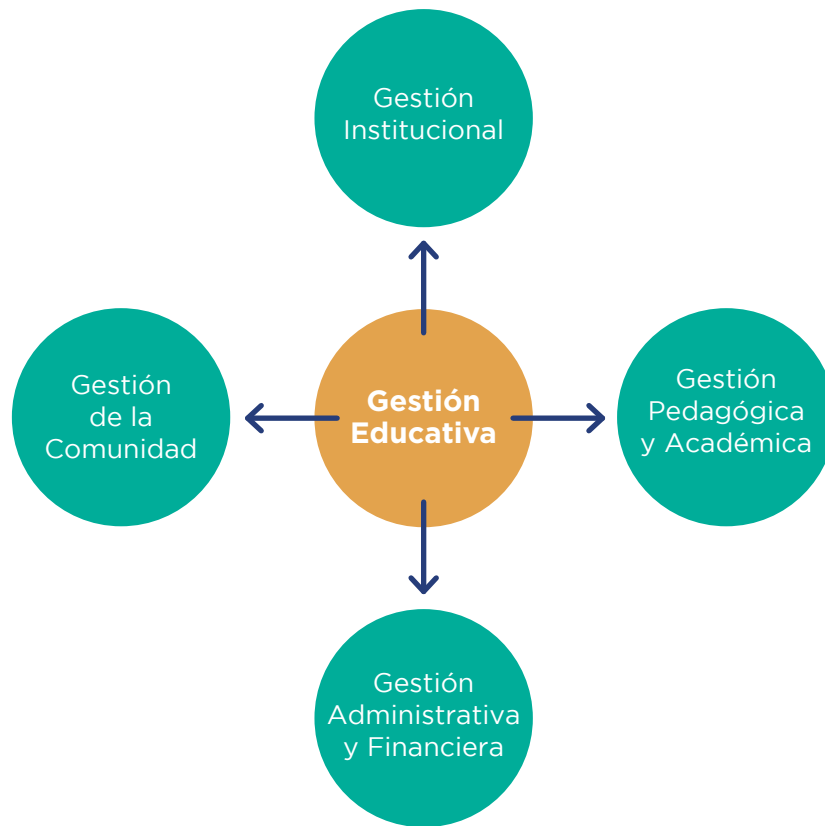 Gestión
Institucional
Gestión
de la
Comunidad
Gestión
Educativa
Gestión
Pedagógica
y Académica
Gestión
Administrativa
y Financiera